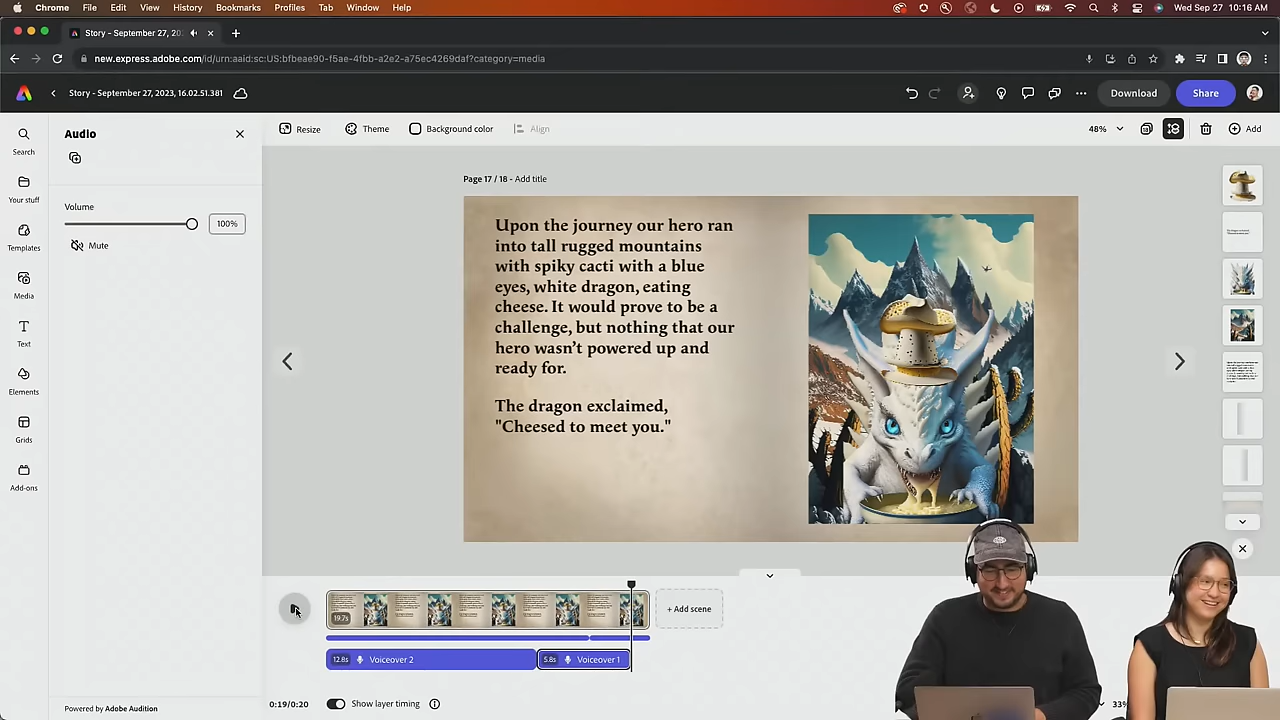 Chrome File Edit View History Bookmarks Profiles Tab Window Help Wed Sep 27 10:16 AM
Story - September 27, 202
new.express.adobe.com/id/urn:aaid:sc:US:bfbeae90-f5ae-4fbb-a2e2-a75ec4269daf?category=media
Story - September 27, 2023, 16.02.51.381
Download
Share
Search
Your stuff
Templates
Media
Text
Elements
Grids
Add-ons
Audio
Volume
100%
Mute
Powered by Adobe Audition
Resize Theme Background color Align 48% Add
Page 17 / 18 - Add title
Upon the journey our hero ran
into tall rugged mountains
with spiky cacti with a blue
eyes, white dragon, eating
cheese. It would prove to be a
challenge, but nothing that our
hero wasn't powered up and
ready for.
The dragon exclaimed,
"Cheesed to meet you."
19.7s
+ Add scene
12.8s Voiceover 2
5.8s Voiceover 1
0:19/0:20 Show layer timing
33%